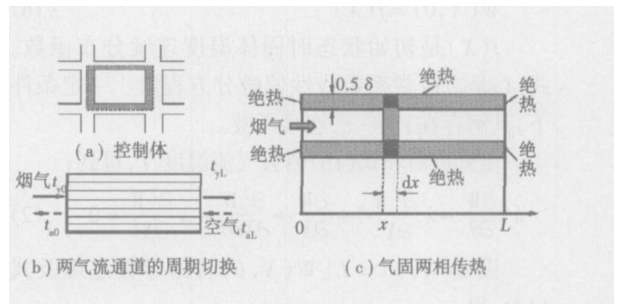 (a) 控制体
烟气 t_y0
t_yL
t_a0
空气 t_aL
(b) 两气流通道的周期切换
绝热
0.5 δ
绝热
绝热
烟气
绝热
绝热
绝热
dx
0
x
L
(c) 气固两相传热